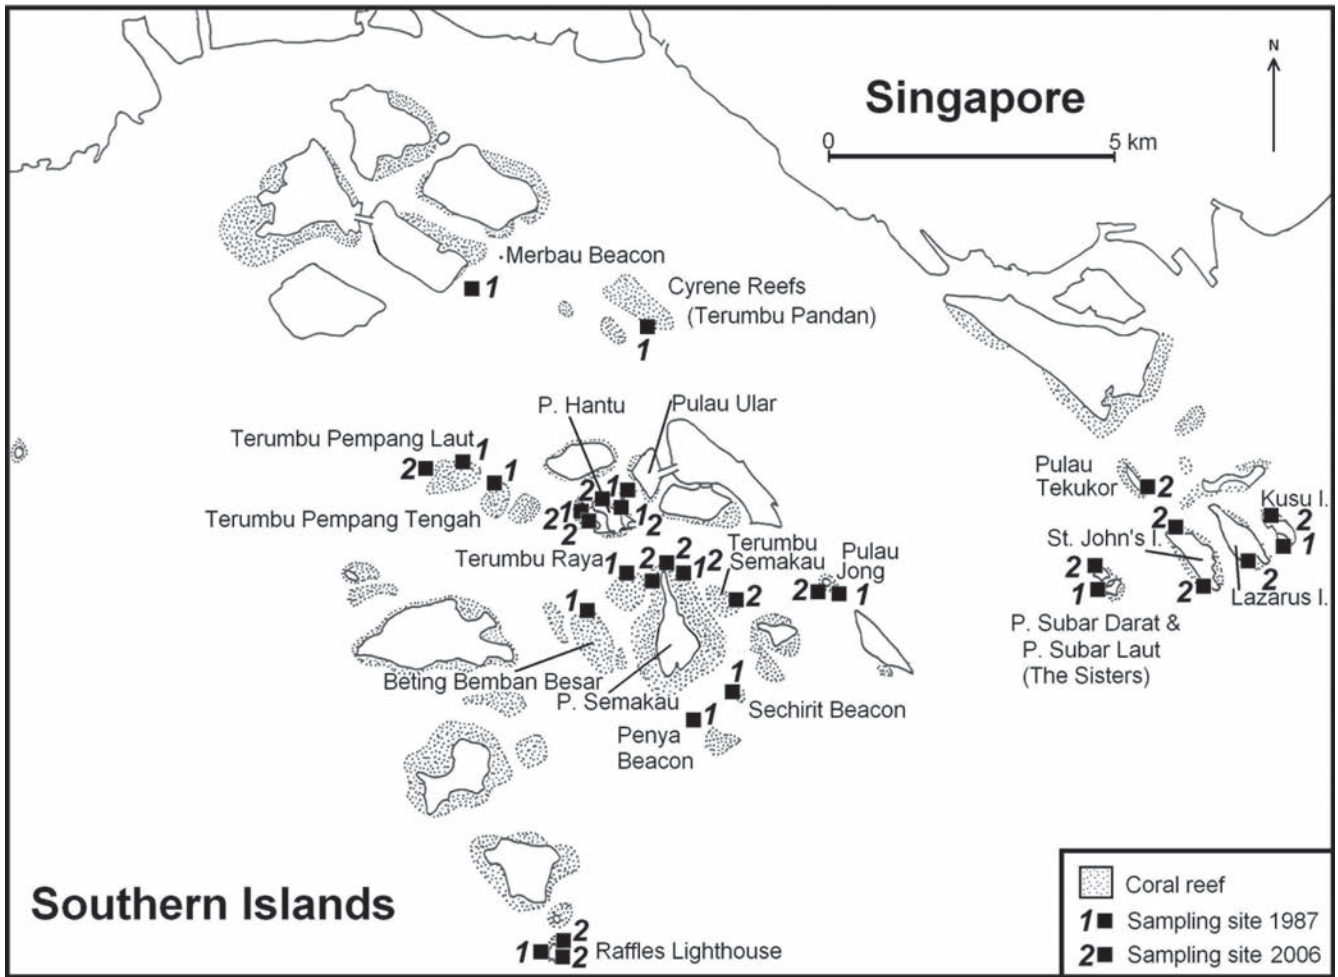 Singapore
N
0
5 km
Merbau Beacon
1
Cyrene Reefs
(Terumbu Pandan)
1
P. Hantu
Pulau Ular
Terumbu Pempang Laut
1
2
1
2
1
Terumbu Pempang Tengah
2
1
2
1
2
Pulau
Tekukor
2
Kusu I.
2
1
2
St. John's I.
2
2
Lazarus I.
2
1
P. Subar Darat &
P. Subar Laut
(The Sisters)
Terumbu Raya
1
2
2
1
2
Terumbu
Semakau
2
Pulau
Jong
2
1
1
Beting Bemban Besar
P. Semakau
1
Sechirit Beacon
1
Penya
Beacon
Southern Islands
2
1
2
Raffles Lighthouse
Coral reef
1 Sampling site 1987
2 Sampling site 2006